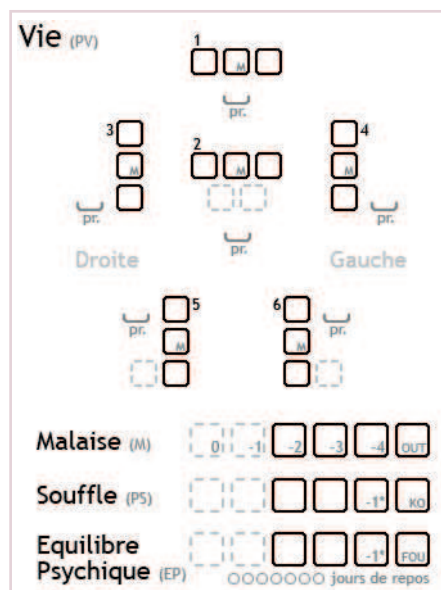 Vie (PV)
1
M
pr.
3
2
4
M
M
M
pr.
pr.
pr.
Droite
Gauche
5
6
pr.
pr.
M
M
Malaise (M) 0 -1 -2 -3 -4 OUT
Souffle (PS) -1* KO
Equilibre
Psychique (EP) -1* FOU
jours de repos